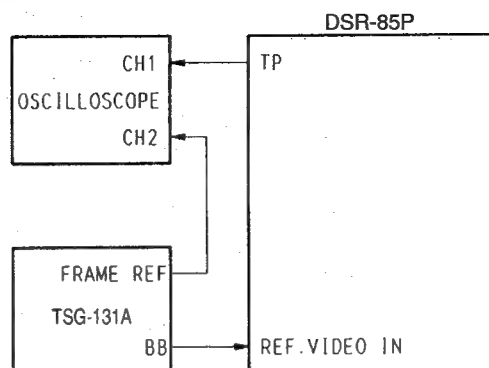 DSR-85P
CH1
TP
OSCILLOSCOPE
CH2
FRAME REF
TSG-131A
BB
REF.VIDEO IN